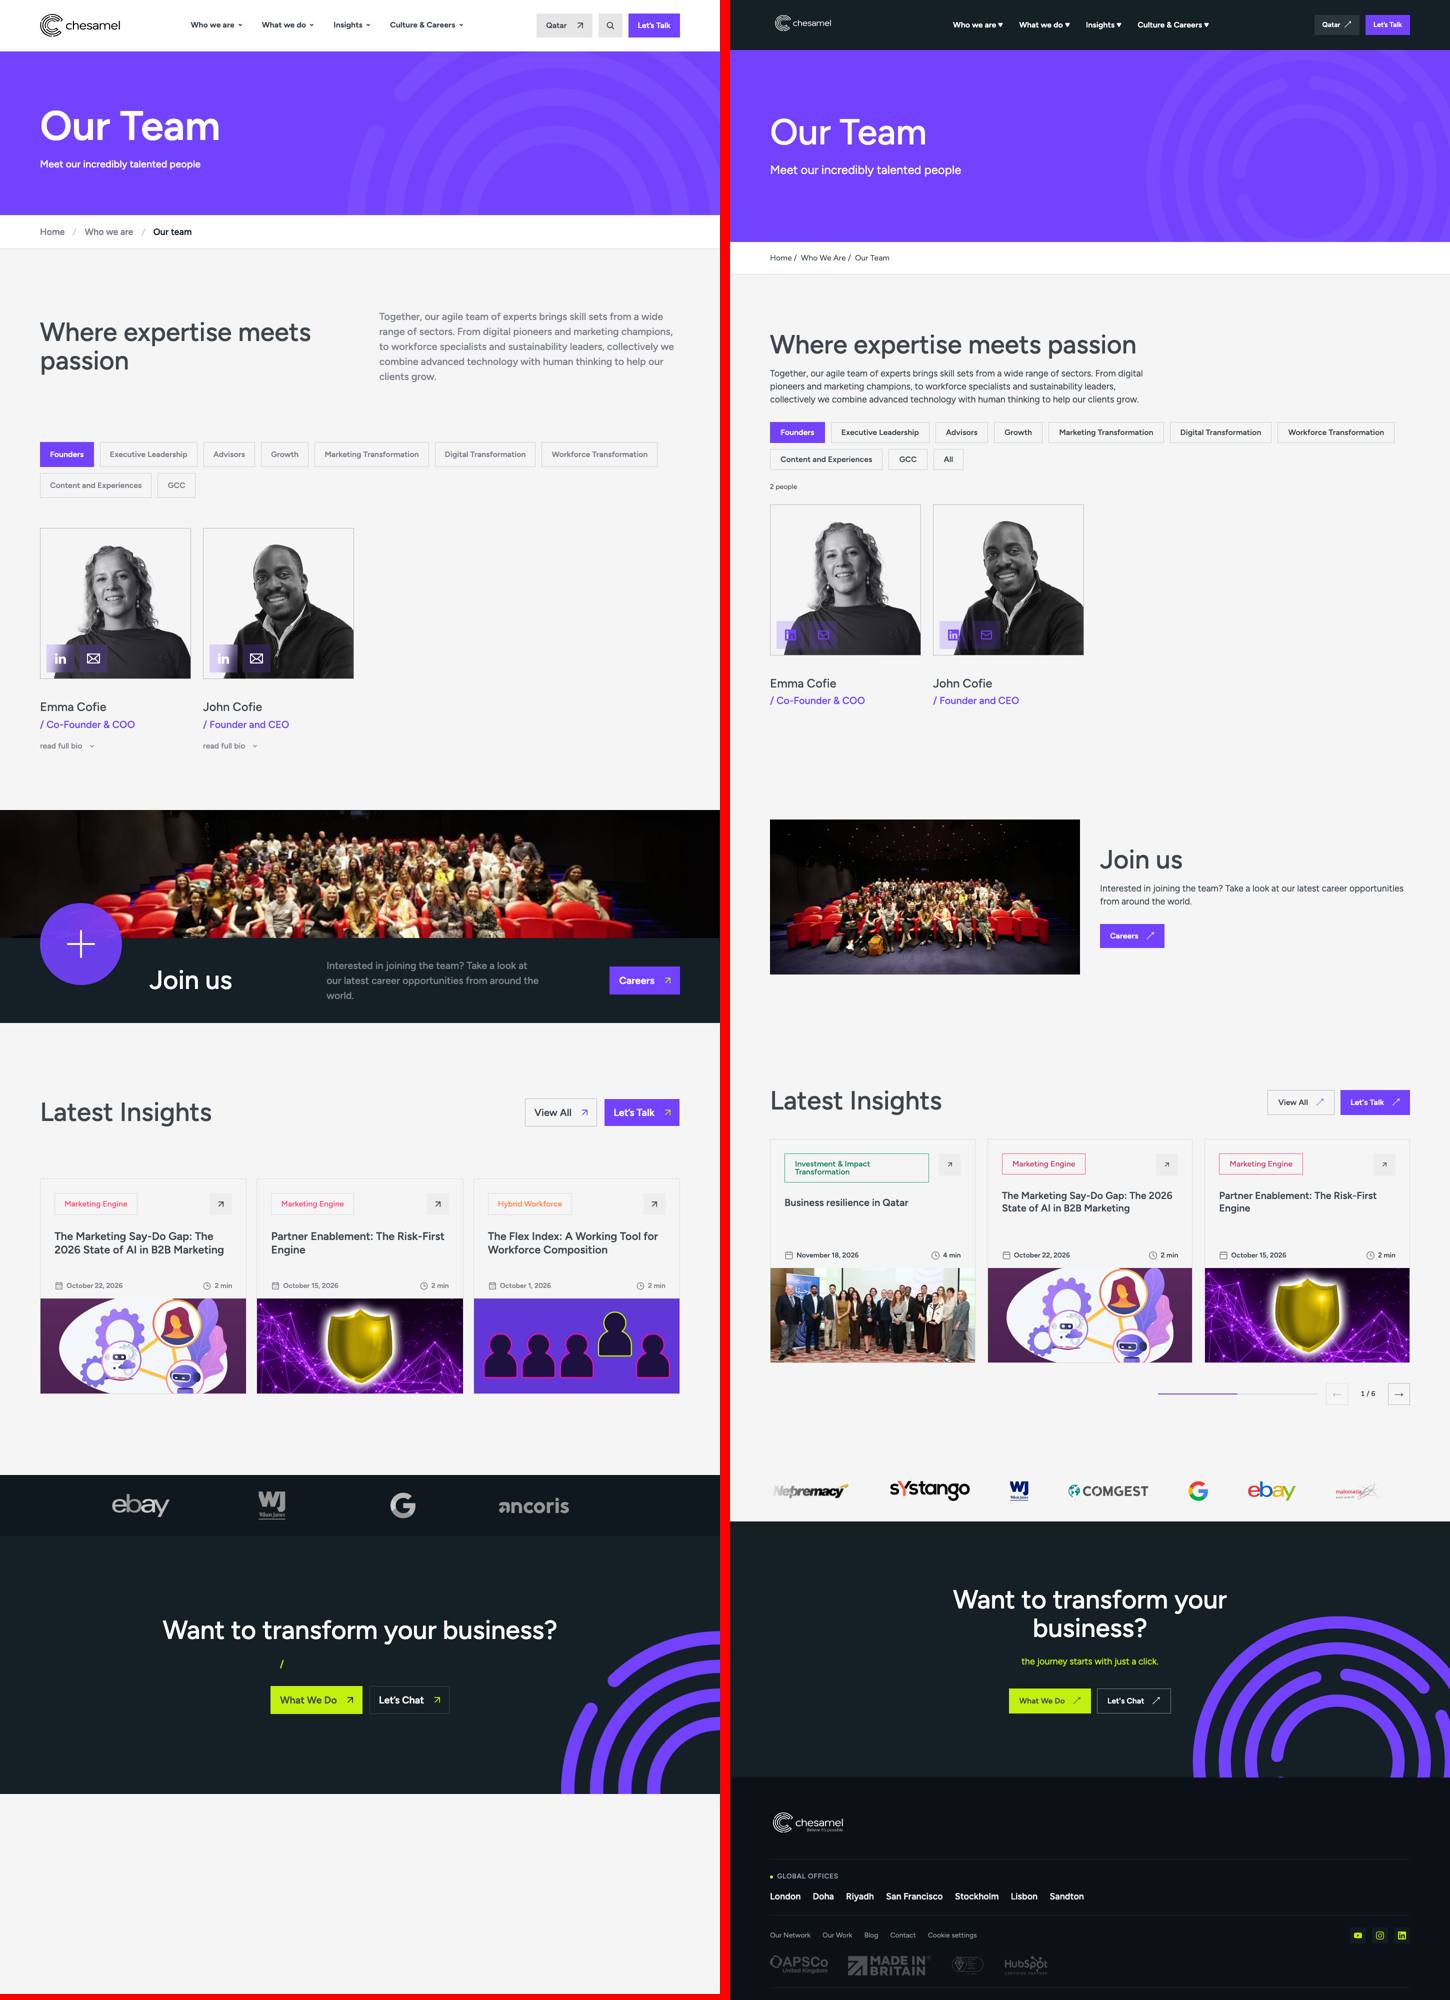 chesamel
Who we are
What we do
Insights
Culture & Careers
Qatar
Let's Talk
Our Team
Meet our incredibly talented people
Home / Who we are / Our team
Where expertise meets
passion
Together, our agile team of experts brings skill sets from a wide
range of sectors. From digital pioneers and marketing champions,
to workforce specialists and sustainability leaders, collectively we
combine advanced technology with human thinking to help our
clients grow.
Founders
Executive Leadership
Advisors
Growth
Marketing Transformation
Digital Transformation
Workforce Transformation
Content and Experiences
GCC
in
in
Emma Cofie
/ Co-Founder & COO
read full bio
John Cofie
/ Founder and CEO
read full bio
Join us
Interested in joining the team? Take a look at
our latest career opportunities from around the
world.
Careers
Latest Insights
View All
Let's Talk
Marketing Engine
The Marketing Say-Do Gap: The
2026 State of AI in B2B Marketing
October 22, 2026
2 min
Marketing Engine
Partner Enablement: The Risk-First
Engine
October 15, 2026
2 min
Hybrid Workforce
The Flex Index: A Working Tool for
Workforce Composition
October 1, 2026
2 min
ebay
WJ
Wilson James
G
ancoris
Want to transform your business?
/
What We Do
Let's Chat
chesamel
Who we are
What we do
Insights
Culture & Careers
Qatar
Let's Talk
Our Team
Meet our incredibly talented people
Home / Who We Are / Our Team
Where expertise meets passion
Together, our agile team of experts brings skill sets from a wide range of sectors. From digital
pioneers and marketing champions, to workforce specialists and sustainability leaders,
collectively we combine advanced technology with human thinking to help our clients grow.
Founders
Executive Leadership
Advisors
Growth
Marketing Transformation
Digital Transformation
Workforce Transformation
Content and Experiences
GCC
All
2 people
in
in
Emma Cofie
/ Co-Founder & COO
John Cofie
/ Founder and CEO
Join us
Interested in joining the team? Take a look at our latest career opportunities
from around the world.
Careers
Latest Insights
View All
Let's Talk
Investment & Impact
Transformation
Business resilience in Qatar
November 18, 2026
4 min
Marketing Engine
The Marketing Say-Do Gap: The 2026
State of AI in B2B Marketing
October 22, 2026
2 min
Marketing Engine
Partner Enablement: The Risk-First
Engine
October 15, 2026
2 min
1 / 6
Nepremacy
sYstango
WJ
Wilson James
COMGEST
G
ebay
malomatia
Want to transform your
business?
the journey starts with just a click.
What We Do
Let's Chat
chesamel
Believe it's possible
GLOBAL OFFICES
London
Doha
Riyadh
San Francisco
Stockholm
Lisbon
Sandton
Our Network
Our Work
Blog
Contact
Cookie settings
APSCo
United Kingdom
MADE IN
BRITAIN
HubSpot
CERTIFIED PARTNER